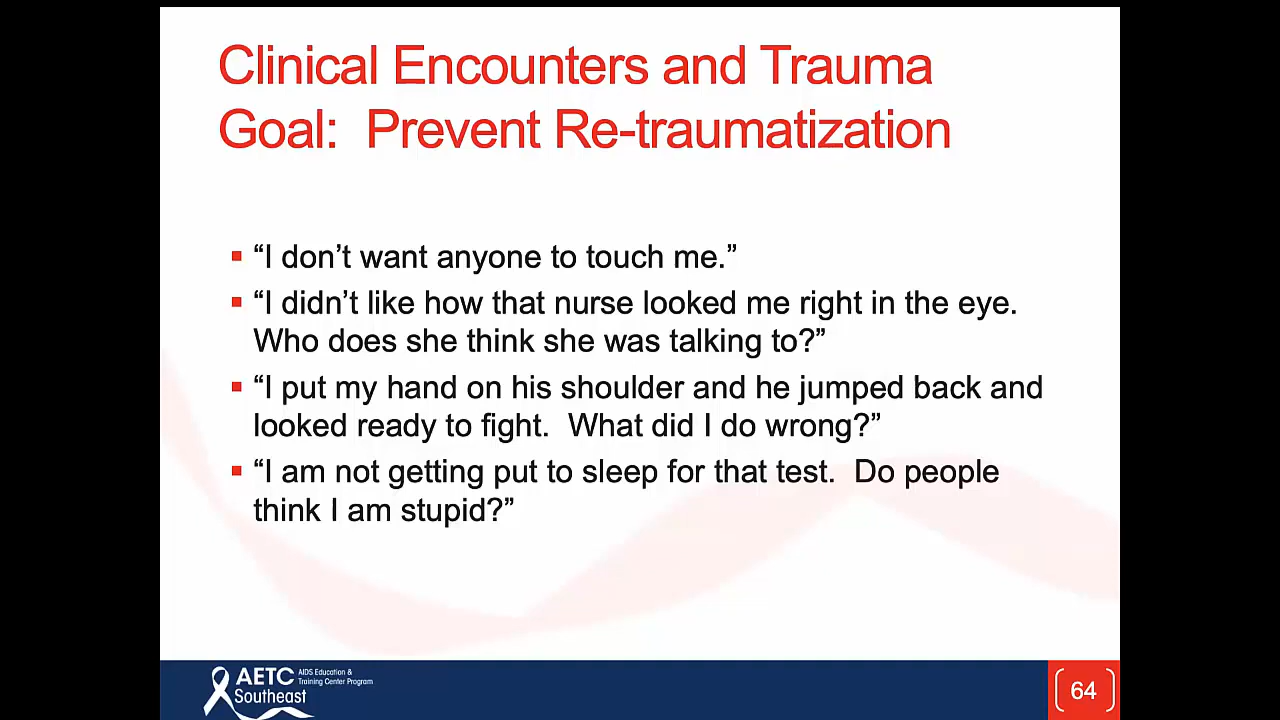 Clinical Encounters and Trauma
Goal:  Prevent Re-traumatization
▪ “I don’t want anyone to touch me.”
▪ “I didn’t like how that nurse looked me right in the eye.
Who does she think she was talking to?”
▪ “I put my hand on his shoulder and he jumped back and
looked ready to fight.  What did I do wrong?”
▪ “I am not getting put to sleep for that test.  Do people
think I am stupid?”
AETC AIDS Education &
Training Center Program
Southeast
64